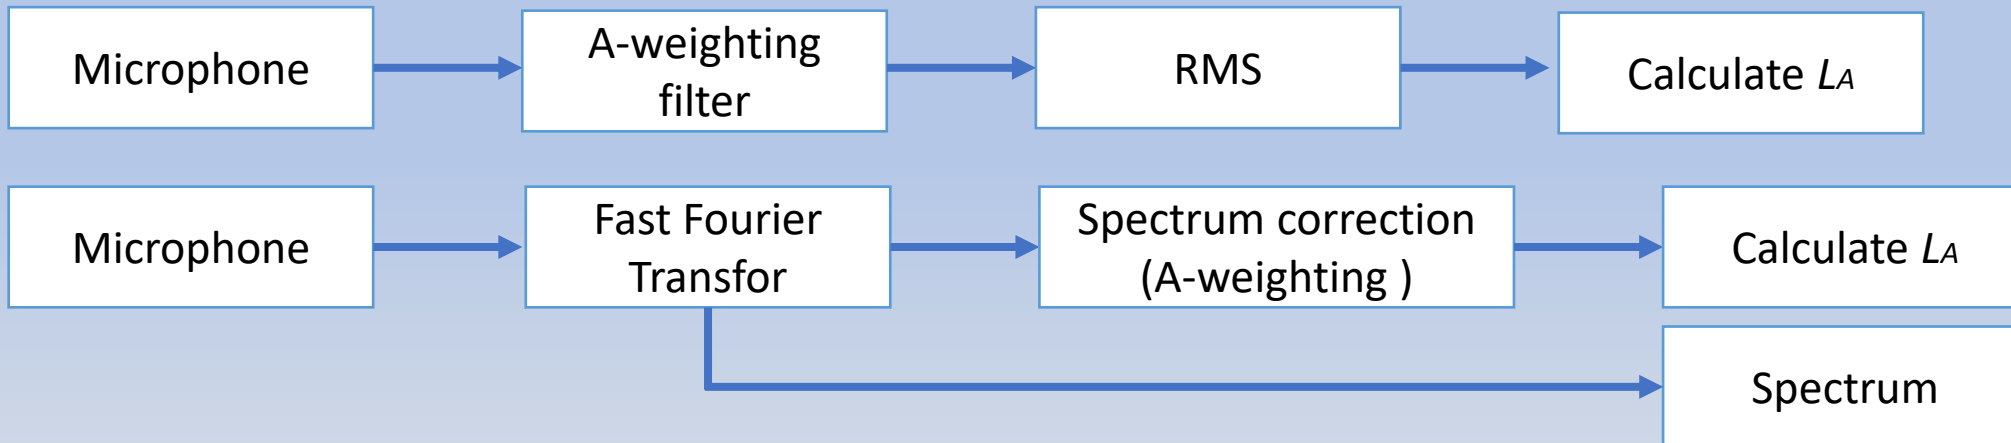 Microphone
A-weighting
filter
RMS
Calculate LA
Microphone
Fast Fourier
Transfor
Spectrum correction
(A-weighting )
Calculate LA
Spectrum